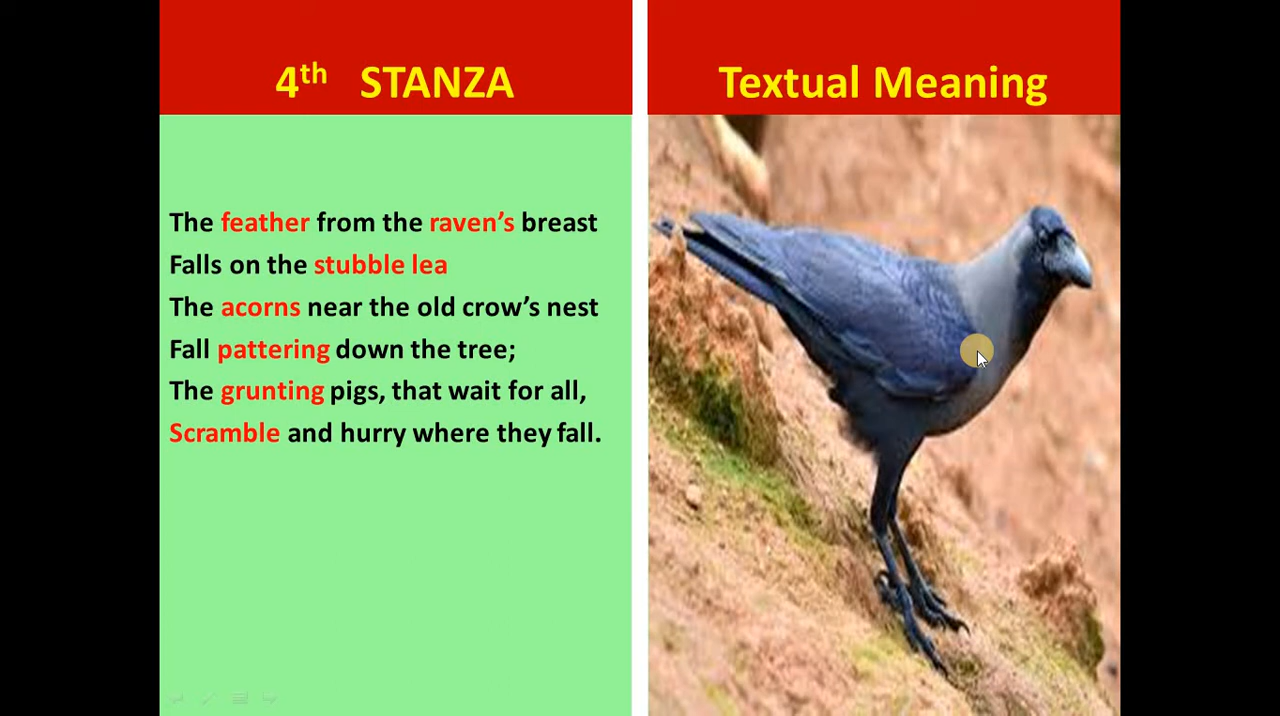 4th STANZA
Textual Meaning
The feather from the raven’s breast
Falls on the stubble lea
The acorns near the old crow’s nest
Fall pattering down the tree;
The grunting pigs, that wait for all,
Scramble and hurry where they fall.